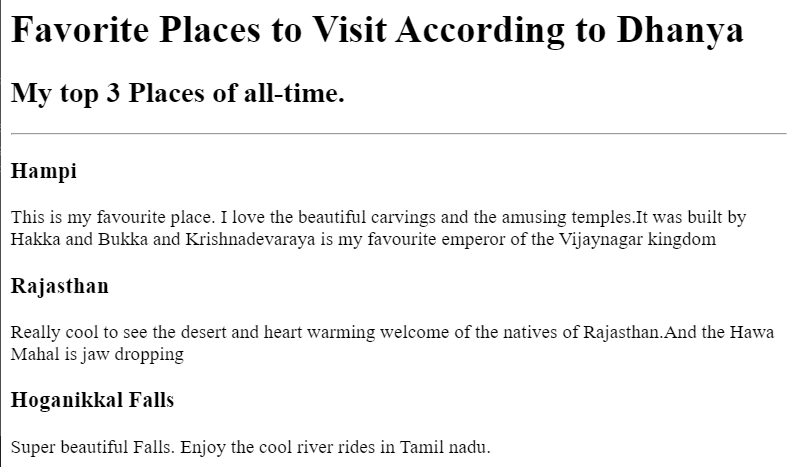 Favorite Places to Visit According to Dhanya
My top 3 Places of all-time.
Hampi
This is my favourite place. I love the beautiful carvings and the amusing temples.It was built by
Hakka and Bukka and Krishnadevaraya is my favourite emperor of the Vijaynagar kingdom
Rajasthan
Really cool to see the desert and heart warming welcome of the natives of Rajasthan.And the Hawa
Mahal is jaw dropping
Hoganikkal Falls
Super beautiful Falls. Enjoy the cool river rides in Tamil nadu.